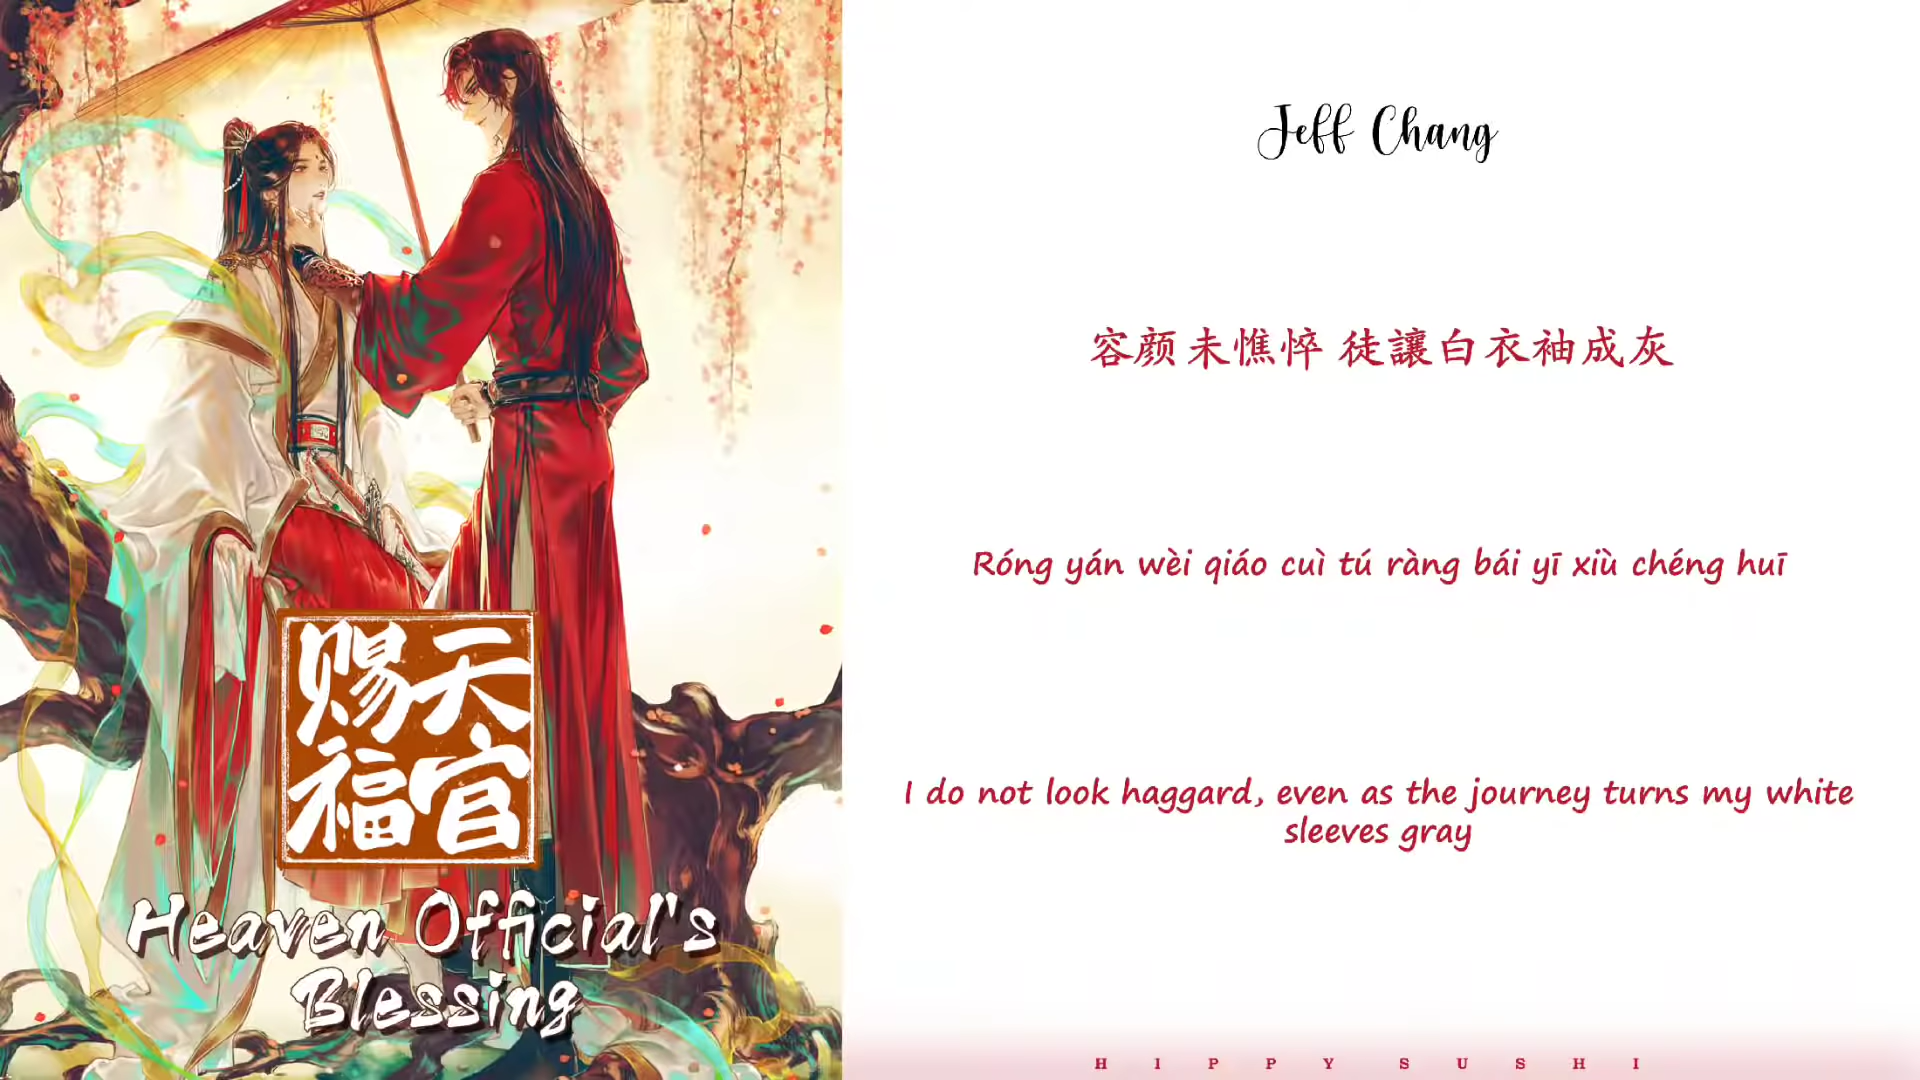 赐天
福官
Heaven Official's
Blessing
Jeff Chang
容颜未憔悴 徒讓白衣袖成灰
Róng yán wèi qiáo cuì tú ràng bái yī xiù chéng huī
I do not look haggard, even as the journey turns my white
sleeves gray
HIPPYSUSHI